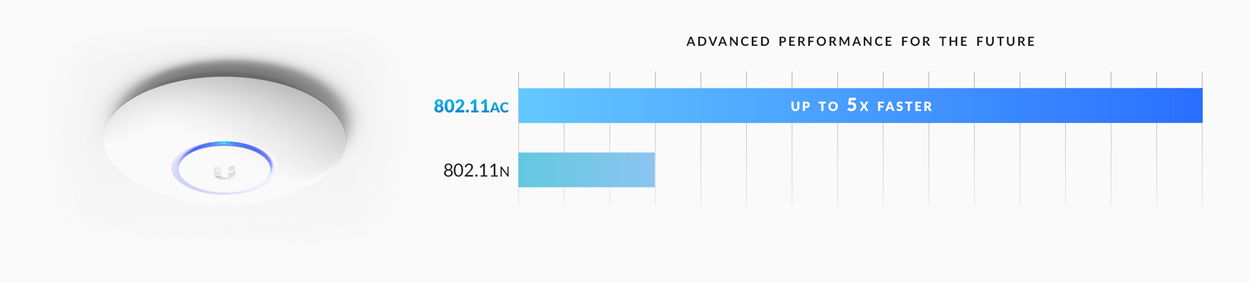 ADVANCED PERFORMANCE FOR THE FUTURE
802.11AC
UP TO 5X FASTER
802.11N